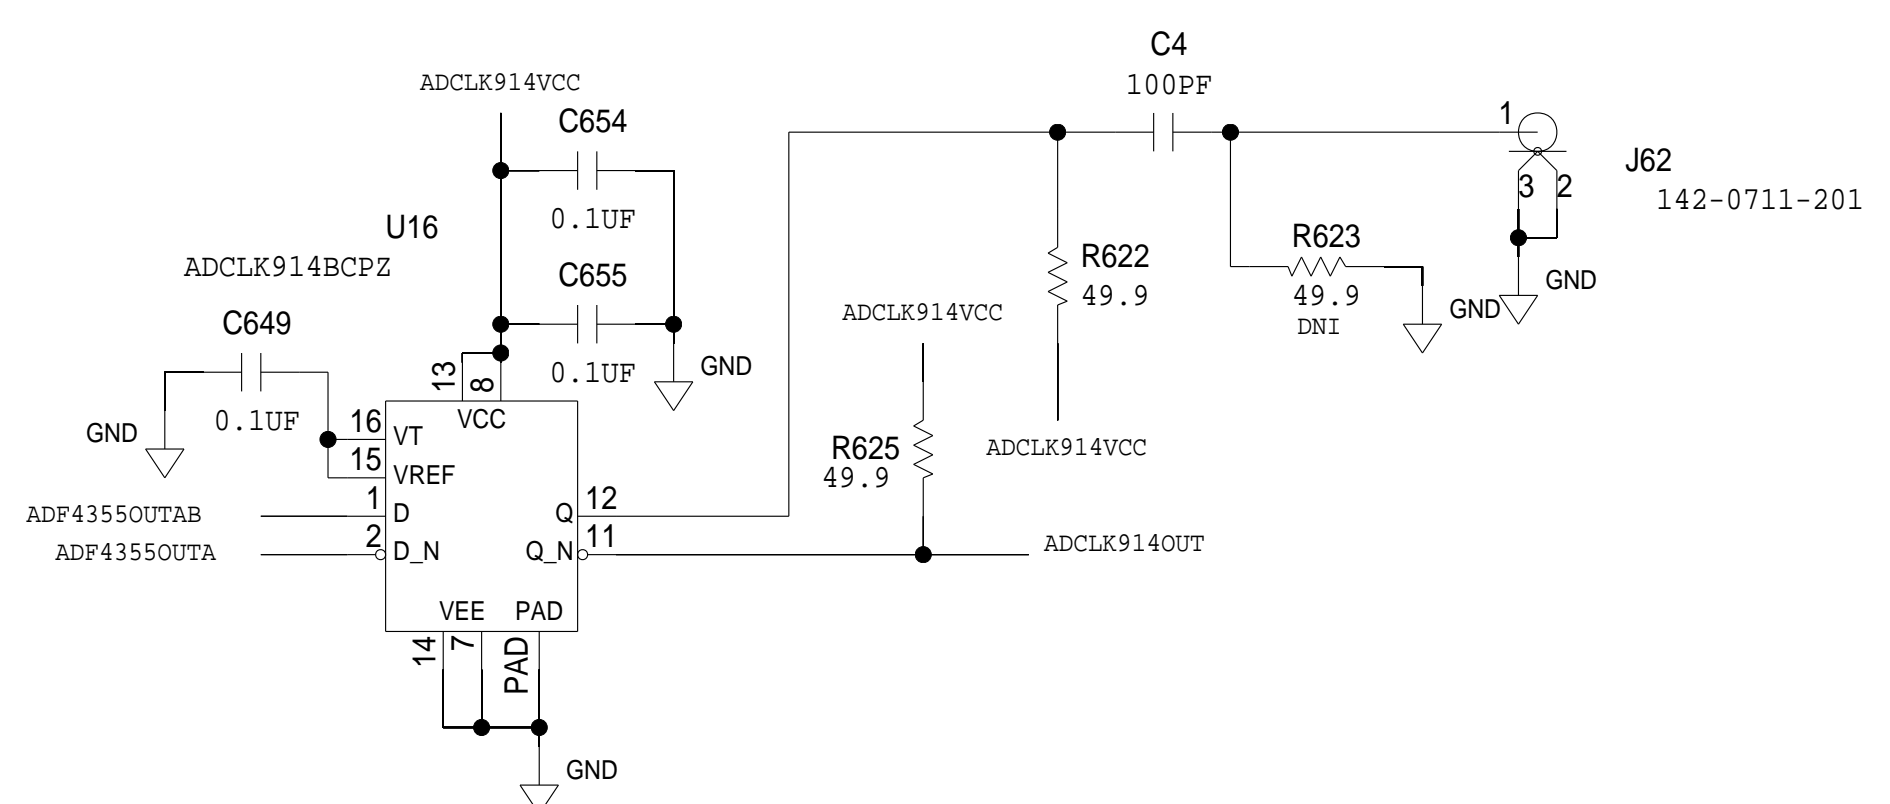 C4
100PF
ADCLK914VCC
C654
0.1UF
1
J62
142-0711-201
3 2
GND
U16
ADCLK914BCPZ
C655
0.1UF
GND
R622
49.9
R623
49.9
DNI
GND
ADCLK914VCC
ADCLK914VCC
C649
0.1UF
GND
13
8
VCC
16
VT
15
VREF
R625
49.9
ADF4355OUTAB
1
D
Q
12
ADF4355OUTA
2
D_N
Q_N
11
ADCLK914OUT
VEE
PAD
14
7
PAD
GND